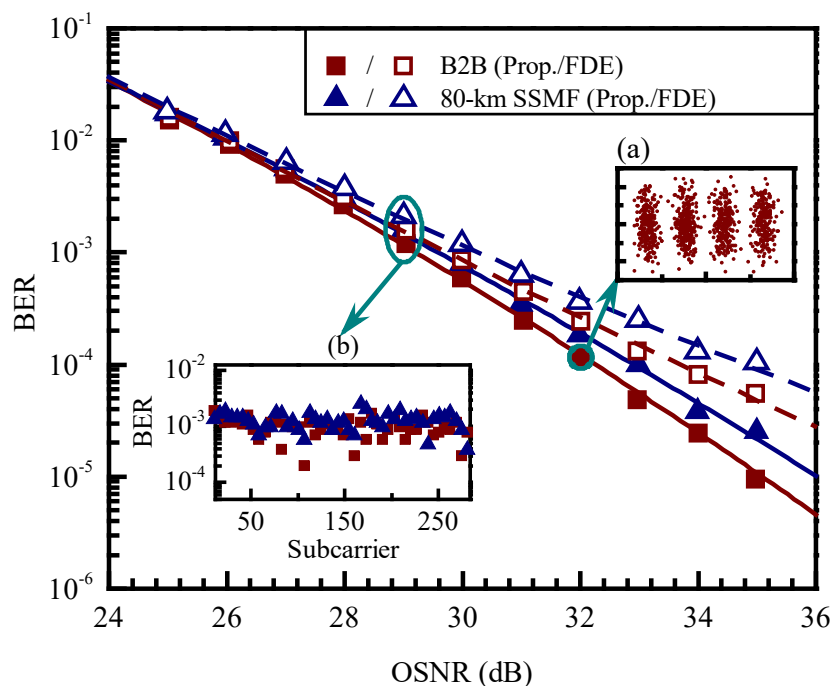 10^-1
/ B2B (Prop./FDE)
/ 80-km SSMF (Prop./FDE)
10^-2
(a)
10^-3
BER
(b)
10^-4
10^-2
BER
10^-3
10^-4
10^-5
50 150 250
Subcarrier
10^-6
24 26 28 30 32 34 36
OSNR (dB)